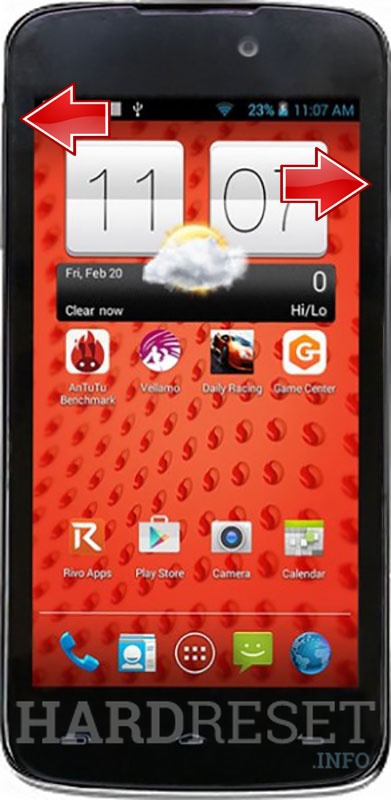 23% 11:07 AM
11 07
Fri, Feb 20 0
Clear now Hi/Lo
AnTuTu Benchmark Vellamo Daily Racing Game Center
Rivo Apps Play Store Camera Calendar
HARDRESET
.INFO